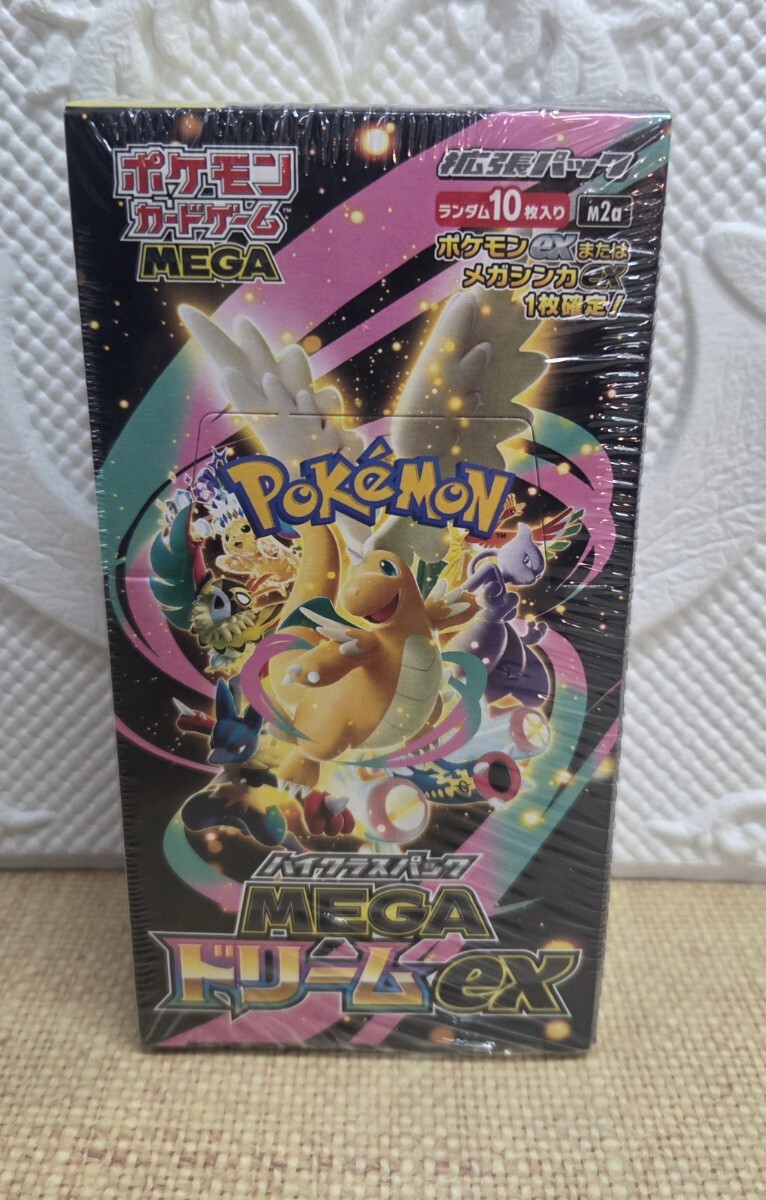 ポケモン
カードゲーム™
MEGA
拡張パック
ランダム10枚入り M2a
ポケモンexまたは
メガシンカex
1枚確定!
POKÉMON™
ハイクラスパック
MEGA
ドリームex